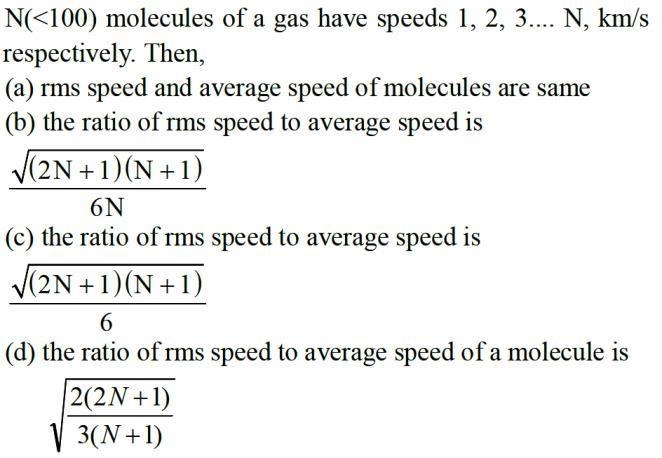 N(<100) molecules of a gas have speeds 1, 2, 3.... N, km/s
respectively. Then,
(a) rms speed and average speed of molecules are same
(b) the ratio of rms speed to average speed is
√(2N+1)(N+1)
6N
(c) the ratio of rms speed to average speed is
√(2N+1)(N+1)
6
(d) the ratio of rms speed to average speed of a molecule is
√2(2N+1)
3(N+1)